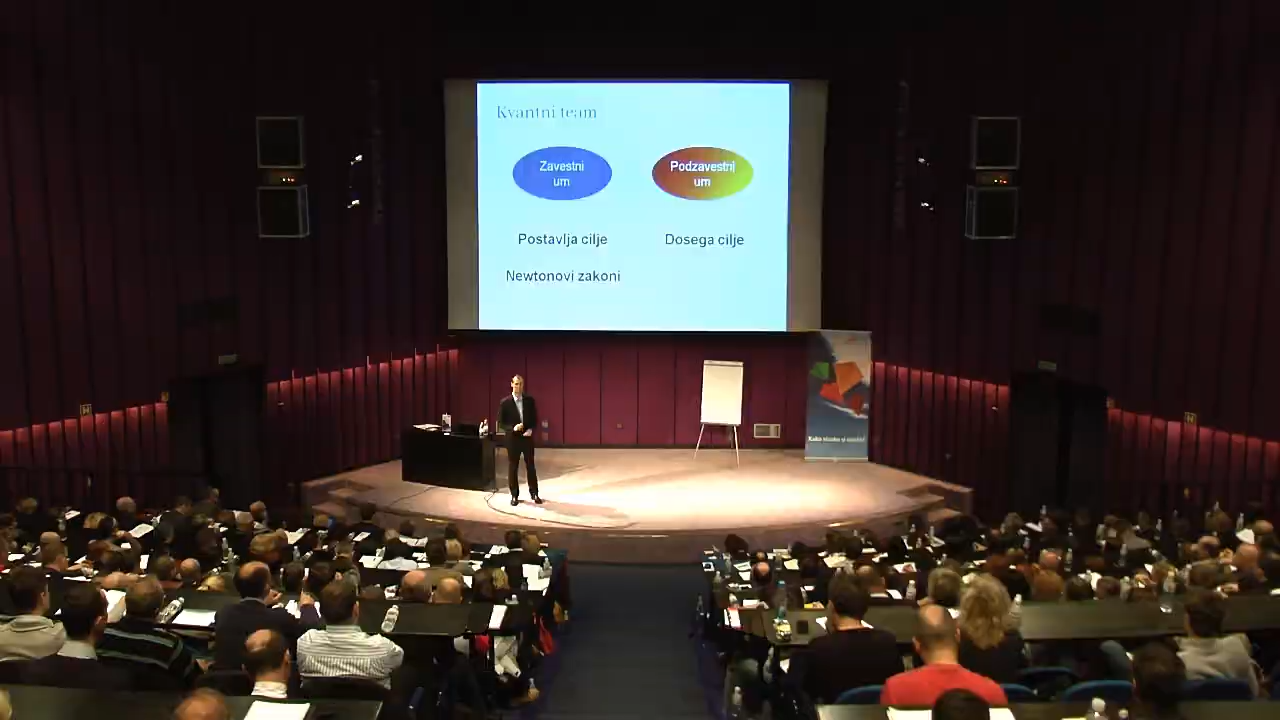 Kvantni team
Zavestni
um
Podzavestni
um
Postavlja cilje
Dosega cilje
Newtonovi zakoni